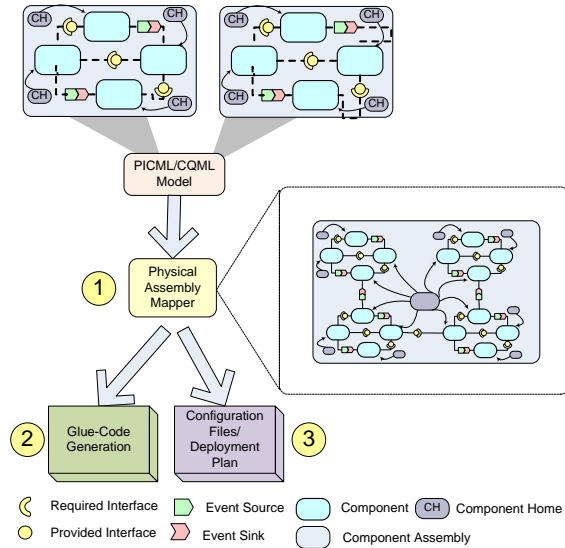 CH
CH
CH
CH
CH
CH
CH
CH
PICML/CQML
Model
1
Physical
Assembly
Mapper
2
Glue-Code
Generation
Configuration
Files/
Deployment
Plan
3
Required Interface
Event Source
Component
CH
Component Home
Provided Interface
Event Sink
Component Assembly